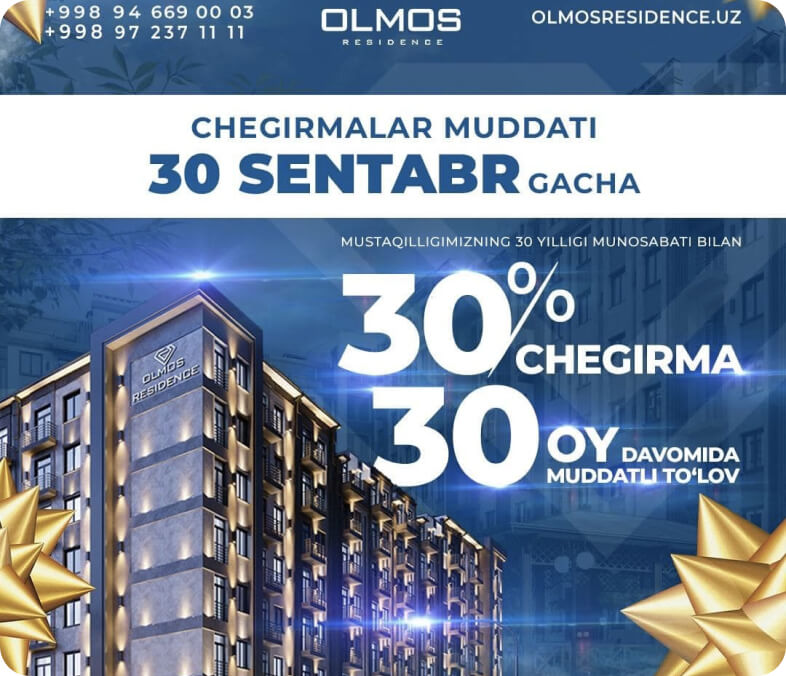 +998 94 669 00 03
+998 97 237 11 11
OLMOS
RESIDENCE
OLMOSRESIDENCE.UZ
CHEGIRMALAR MUDDATI
30 SENTABR GACHA
MUSTAQILLIGIMIZNING 30 YILLIGI MUNOSABATI BILAN
30%
CHEGIRMA
30 OY DAVOMIDA
MUDDATLI TO‘LOV
OLMOS
RESIDENCE